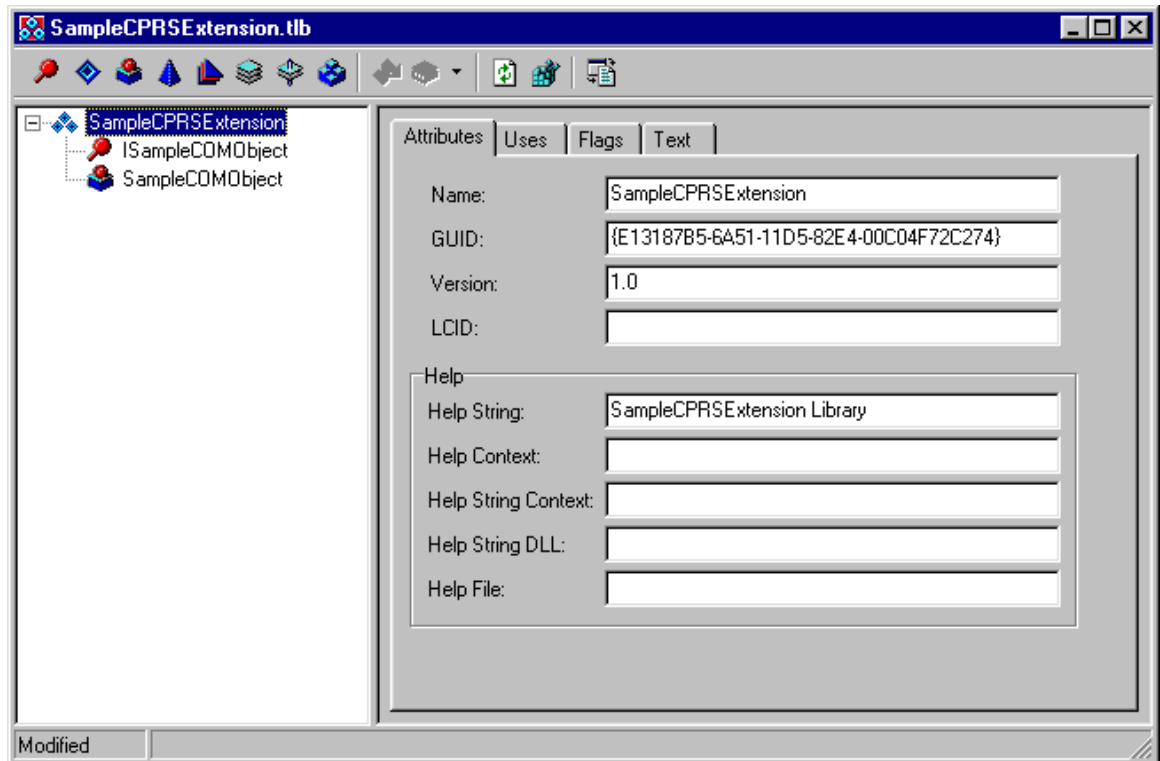 SampleCPRSExtension.tlb
SampleCPRSExtension
ISampleCOMObject
SampleCOMObject
Attributes Uses Flags Text
Name: SampleCPRSExtension
GUID: {E13187B5-6A51-11D5-82E4-00C04F72C274}
Version: 1.0
LCID:
Help
Help String: SampleCPRSExtension Library
Help Context:
Help String Context:
Help String DLL:
Help File:
Modified